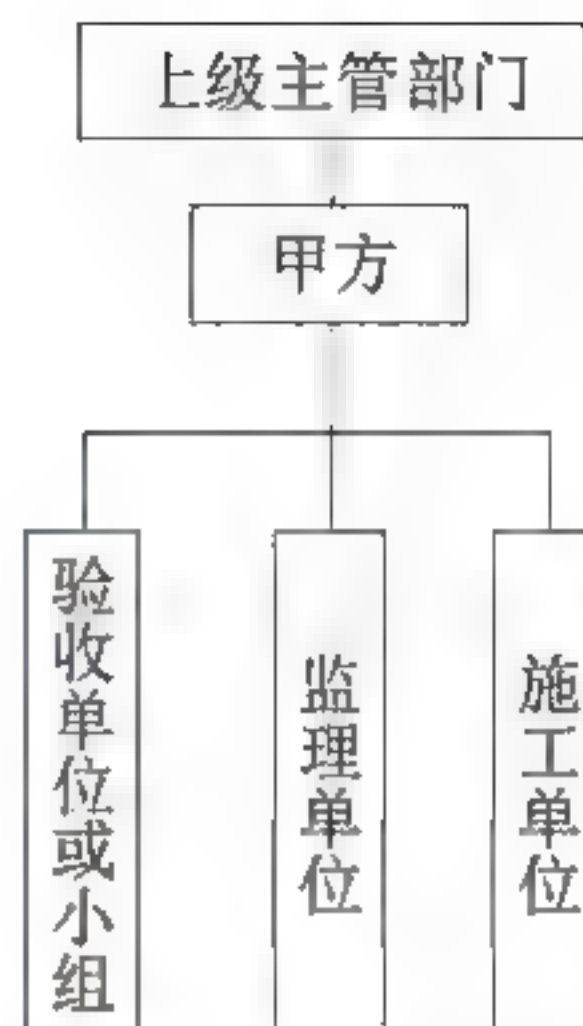 上级主管部门
甲方
验收单位或小组
监理单位
施工单位